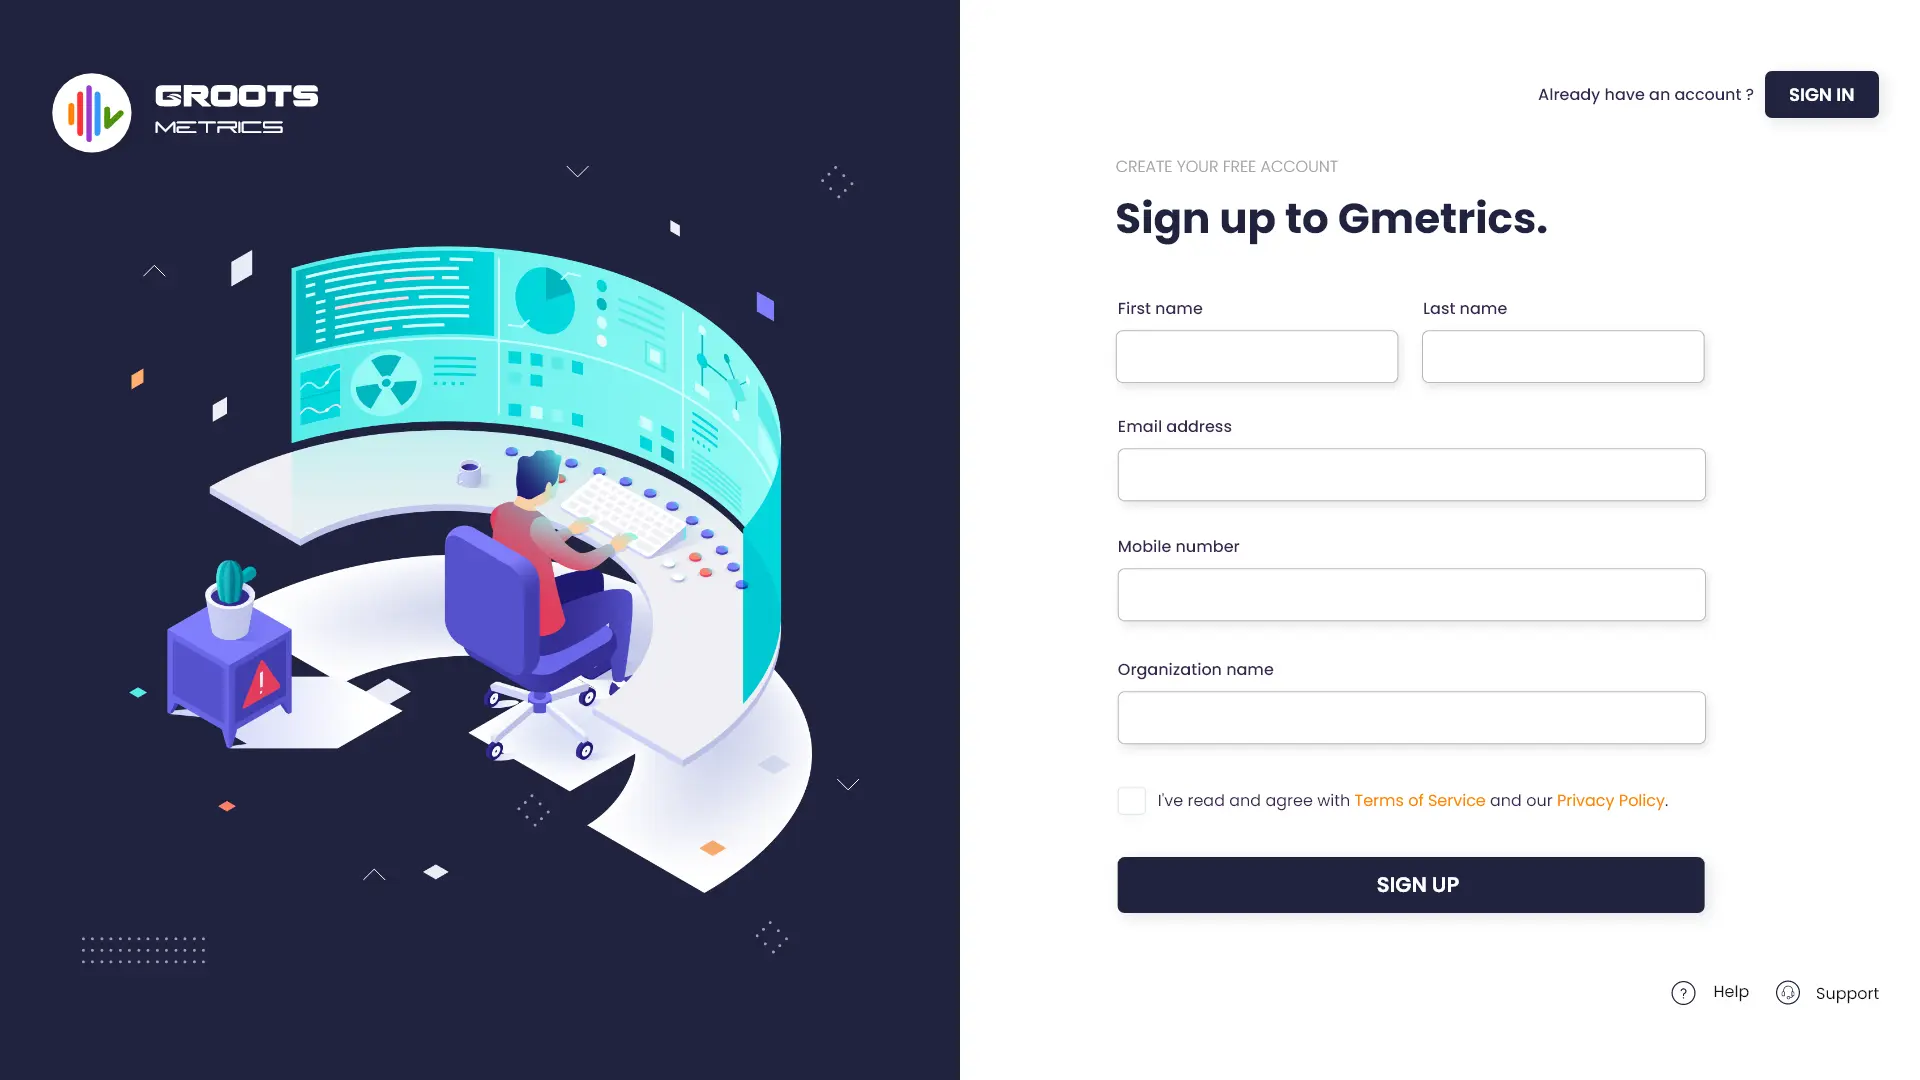 GROOTS
METRICS
Already have an account ?
SIGN IN
CREATE YOUR FREE ACCOUNT
Sign up to Gmetrics.
First name
Last name
Email address
Mobile number
Organization name
I've read and agree with Terms of Service and our Privacy Policy.
SIGN UP
Help
Support